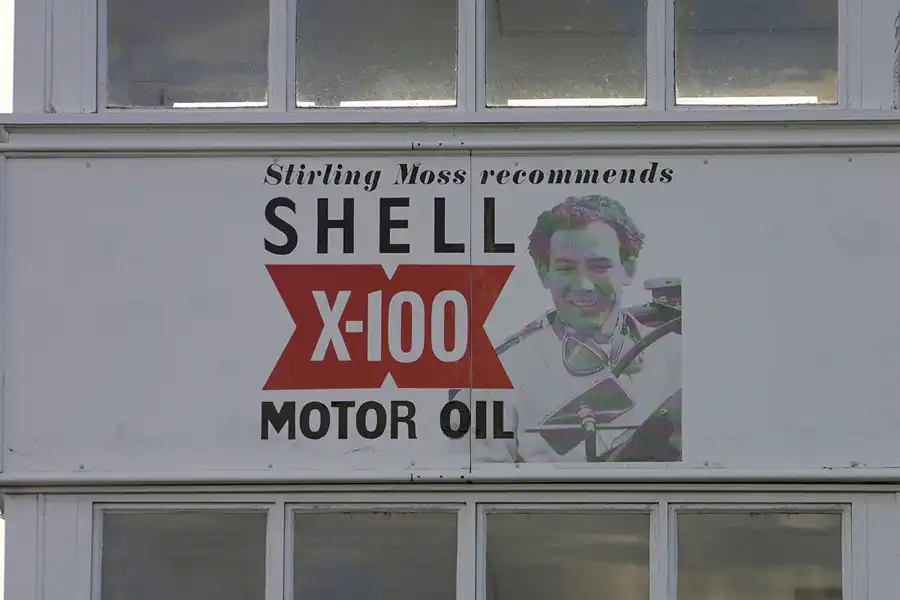 Stirling Moss recommends
SHELL
X-100
MOTOR OIL